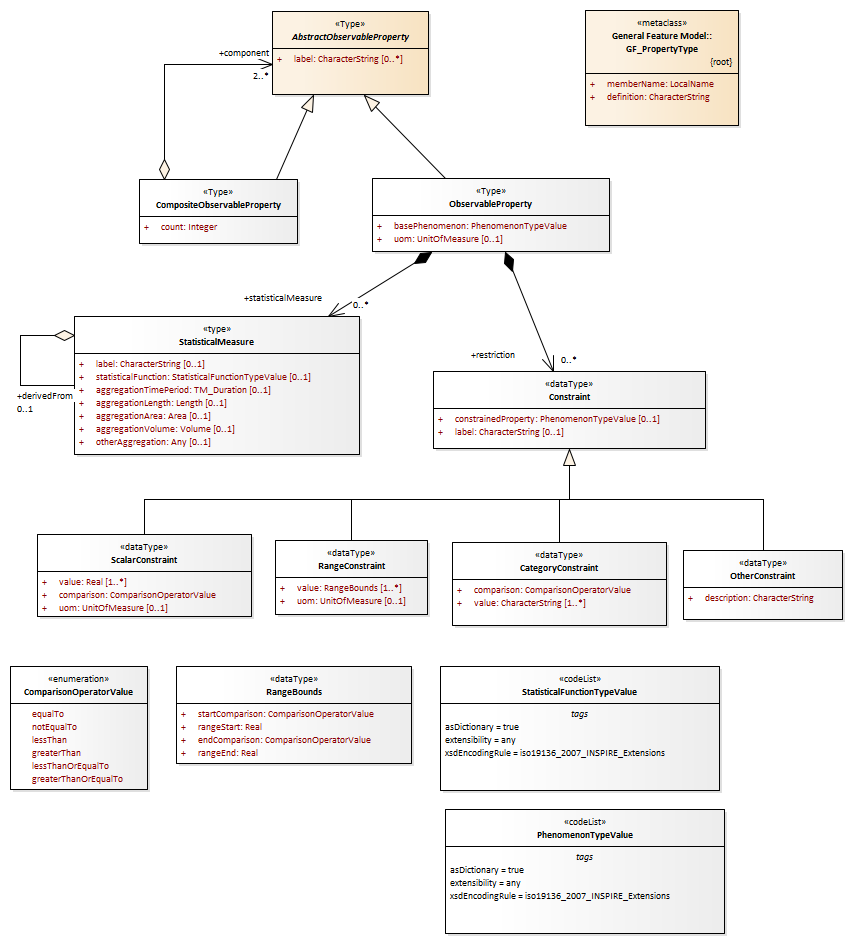 «Type»
AbstractObservableProperty
+ label: CharacterString [0..*]
«metaclass»
General Feature Model::
GF_PropertyType
{root}
+ memberName: LocalName
+ definition: CharacterString
+component
2..*
«Type»
CompositeObservableProperty
+ count: Integer
«Type»
ObservableProperty
+ basePhenomenon: PhenomenonTypeValue
+ uom: UnitOfMeasure [0..1]
+statisticalMeasure
0..*
+restriction
0..*
«type»
StatisticalMeasure
+ label: CharacterString [0..1]
+ statisticalFunction: StatisticalFunctionTypeValue [0..1]
+ aggregationTimePeriod: TM_Duration [0..1]
+ aggregationLength: Length [0..1]
+ aggregationArea: Area [0..1]
+ aggregationVolume: Volume [0..1]
+ otherAggregation: Any [0..1]
+derivedFrom
0..1
«dataType»
Constraint
+ constrainedProperty: PhenomenonTypeValue [0..1]
+ label: CharacterString [0..1]
«dataType»
ScalarConstraint
+ value: Real [1..*]
+ comparison: ComparisonOperatorValue
+ uom: UnitOfMeasure [0..1]
«dataType»
RangeConstraint
+ value: RangeBounds [1..*]
+ uom: UnitOfMeasure [0..1]
«dataType»
CategoryConstraint
+ comparison: ComparisonOperatorValue
+ value: CharacterString [1..*]
«dataType»
OtherConstraint
+ description: CharacterString
«enumeration»
ComparisonOperatorValue
equalTo
notEqualTo
lessThan
greaterThan
lessThanOrEqualTo
greaterThanOrEqualTo
«dataType»
RangeBounds
+ startComparison: ComparisonOperatorValue
+ rangeStart: Real
+ endComparison: ComparisonOperatorValue
+ rangeEnd: Real
«codeList»
StatisticalFunctionTypeValue
tags
asDictionary = true
extensibility = any
xsdEncodingRule = iso19136_2007_INSPIRE_Extensions
«codeList»
PhenomenonTypeValue
tags
asDictionary = true
extensibility = any
xsdEncodingRule = iso19136_2007_INSPIRE_Extensions